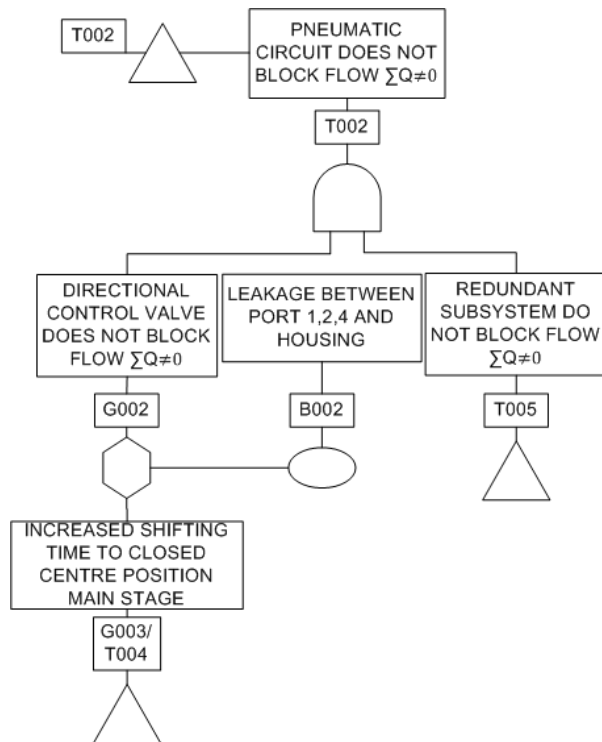 T002
PNEUMATIC
CIRCUIT DOES NOT
BLOCK FLOW ∑Q≠0
T002
DIRECTIONAL
CONTROL VALVE
DOES NOT BLOCK
FLOW ∑Q≠0
LEAKAGE BETWEEN
PORT 1,2,4 AND
HOUSING
REDUNDANT
SUBSYSTEM DO
NOT BLOCK FLOW
∑Q≠0
G002
B002
T005
INCREASED SHIFTING
TIME TO CLOSED
CENTRE POSITION
MAIN STAGE
G003/
T004